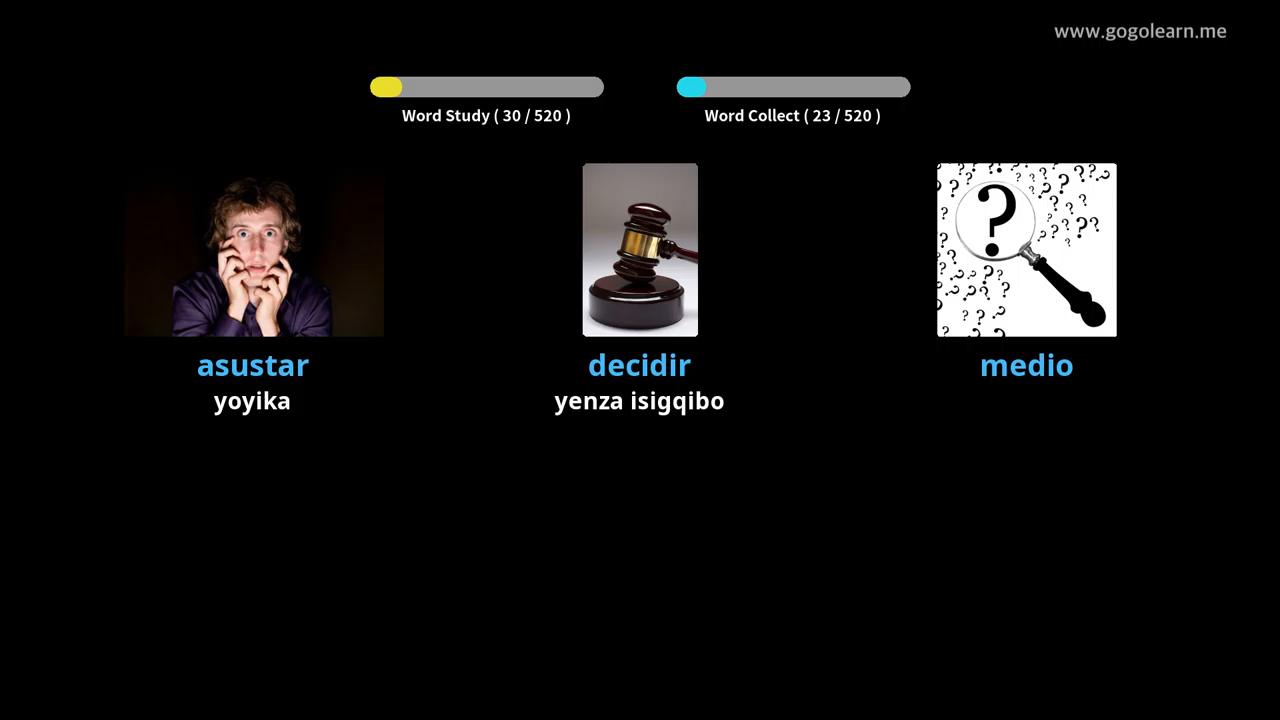 www.gogolearn.me
Word Study ( 30 / 520 )
Word Collect ( 23 / 520 )
asustar
decidir
medio
yoyika
yenza isigqibo